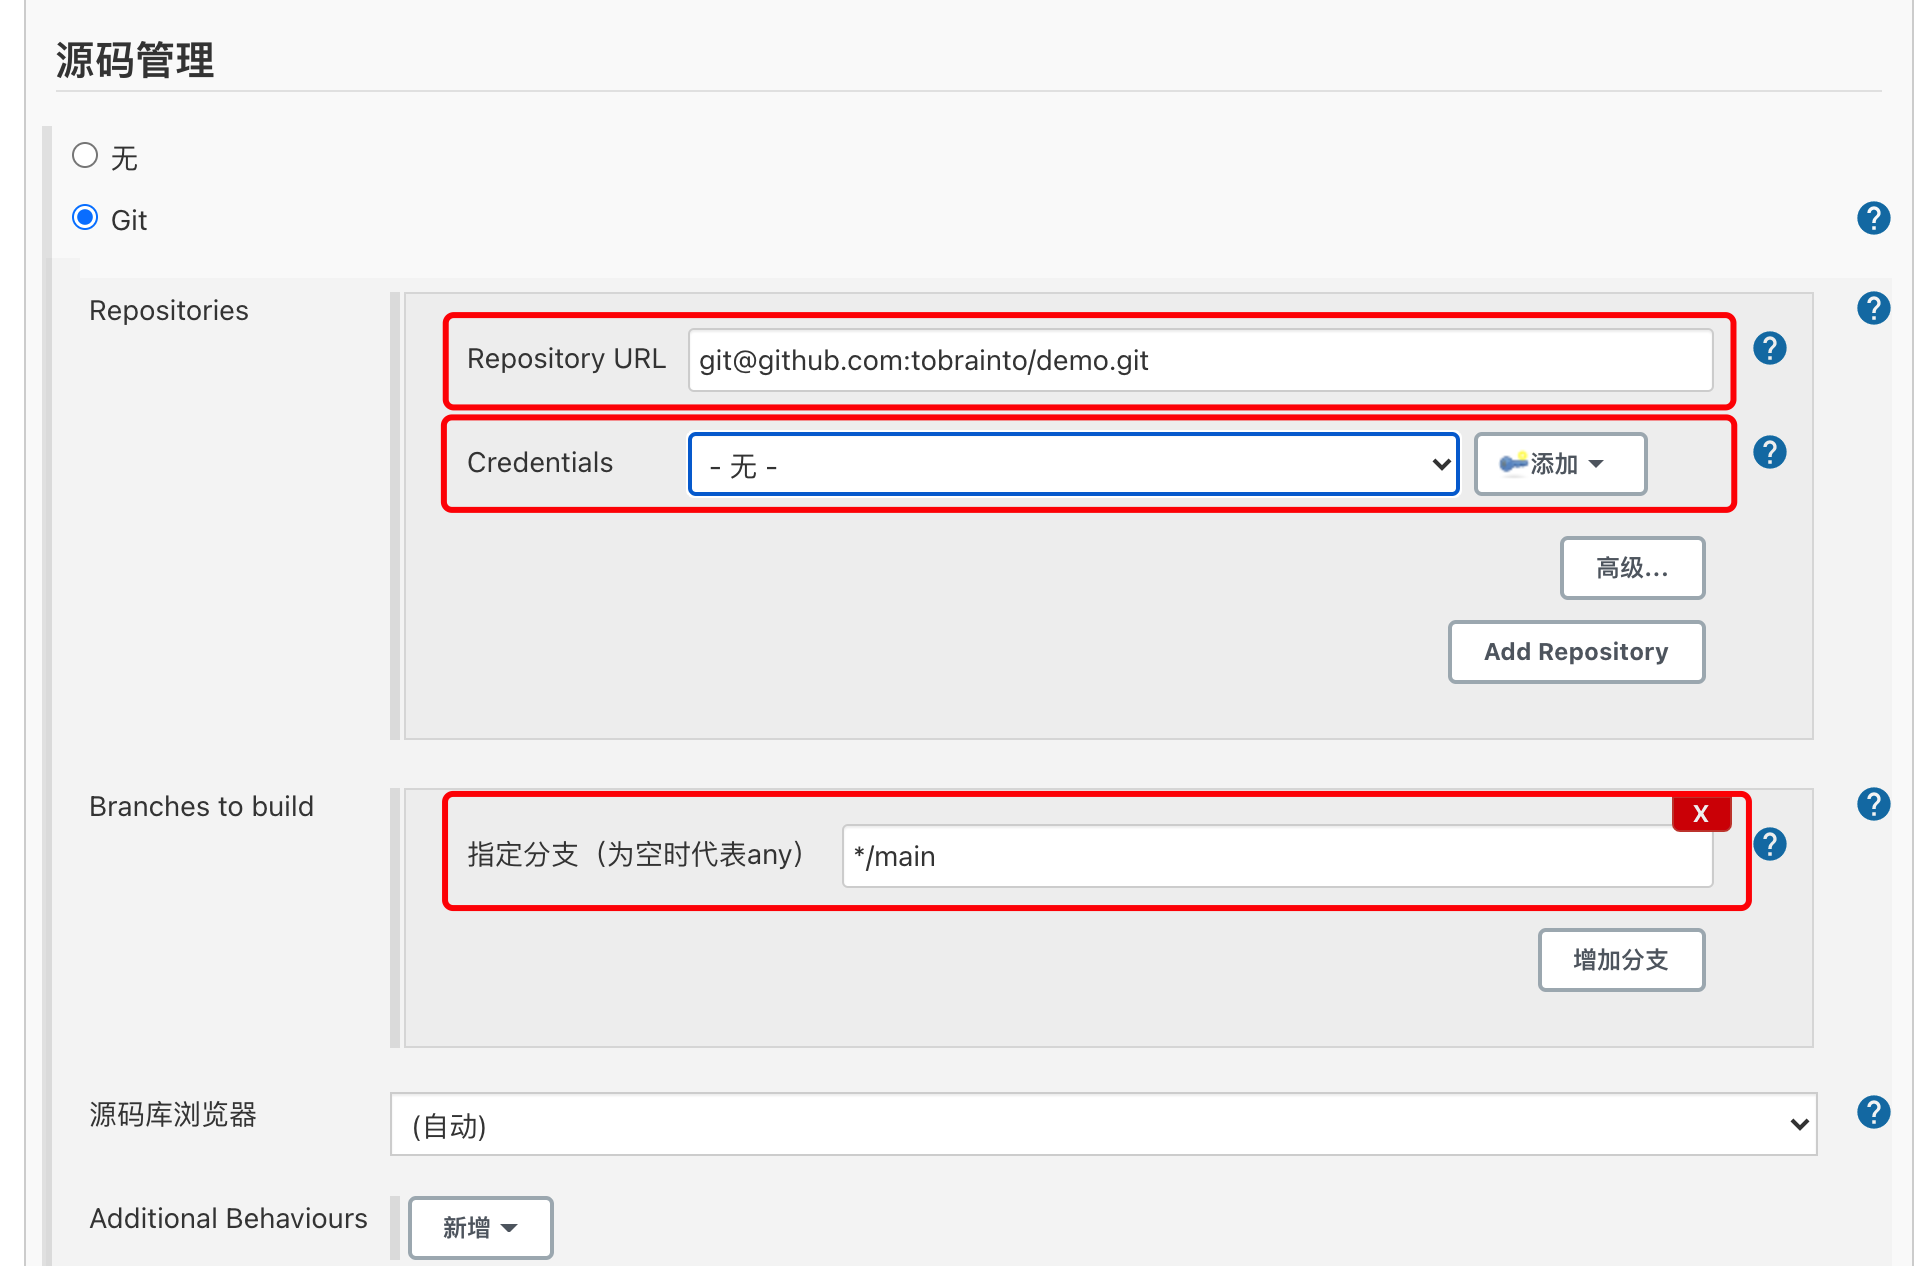 源码管理
无
Git
?
Repositories
?
Repository URL
git@github.com:tobrainto/demo.git
?
Credentials
- 无 -
添加
?
高级...
Add Repository
Branches to build
?
X
指定分支（为空时代表any）
*/main
?
增加分支
源码库浏览器
(自动)
?
Additional Behaviours
新增